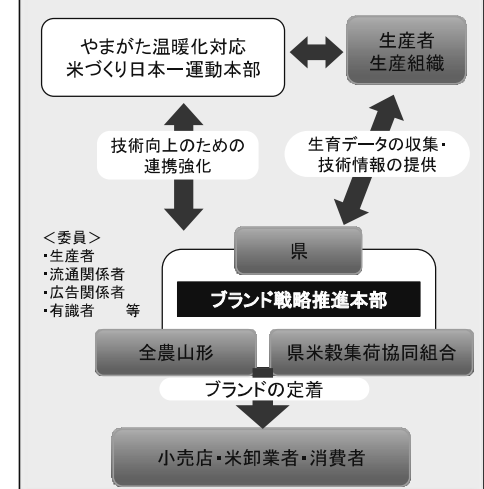 やまがた温暖化対応
米づくり日本一運動本部
生産者
生産組織
技術向上のための
連携強化
生育データの収集・
技術情報の提供
＜委員＞
・生産者
・流通関係者
・広告関係者
・有識者　等
県
ブランド戦略推進本部
全農山形
県米穀集荷協同組合
ブランドの定着
小売店・米卸業者・消費者